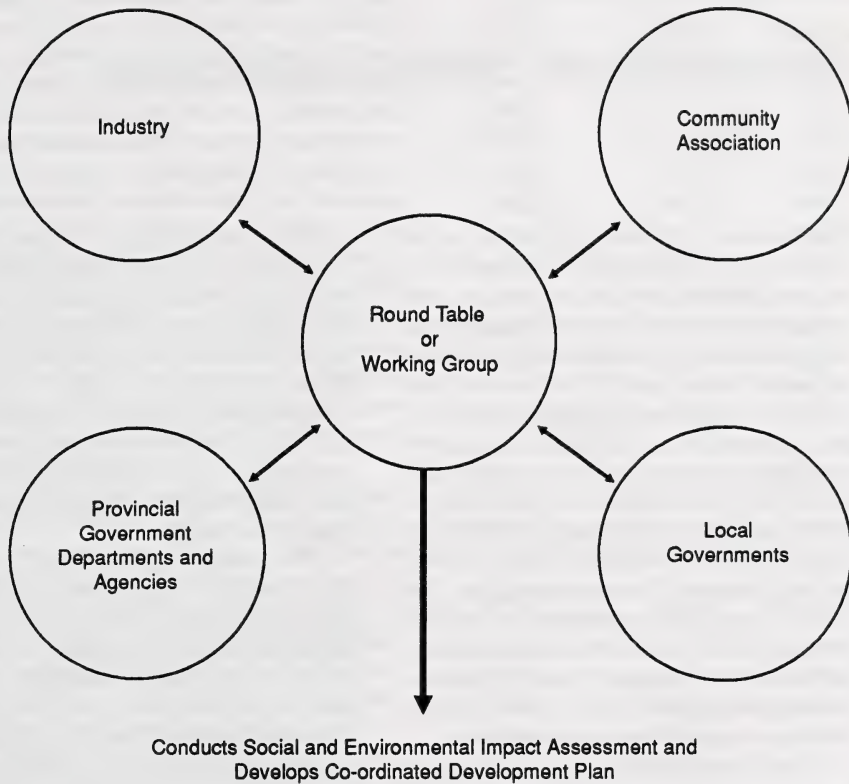 Industry
Community
Association
Round Table
or
Working Group
Provincial
Government
Departments and
Agencies
Local
Governments
Conducts Social and Environmental Impact Assessment and
Develops Co-ordinated Development Plan